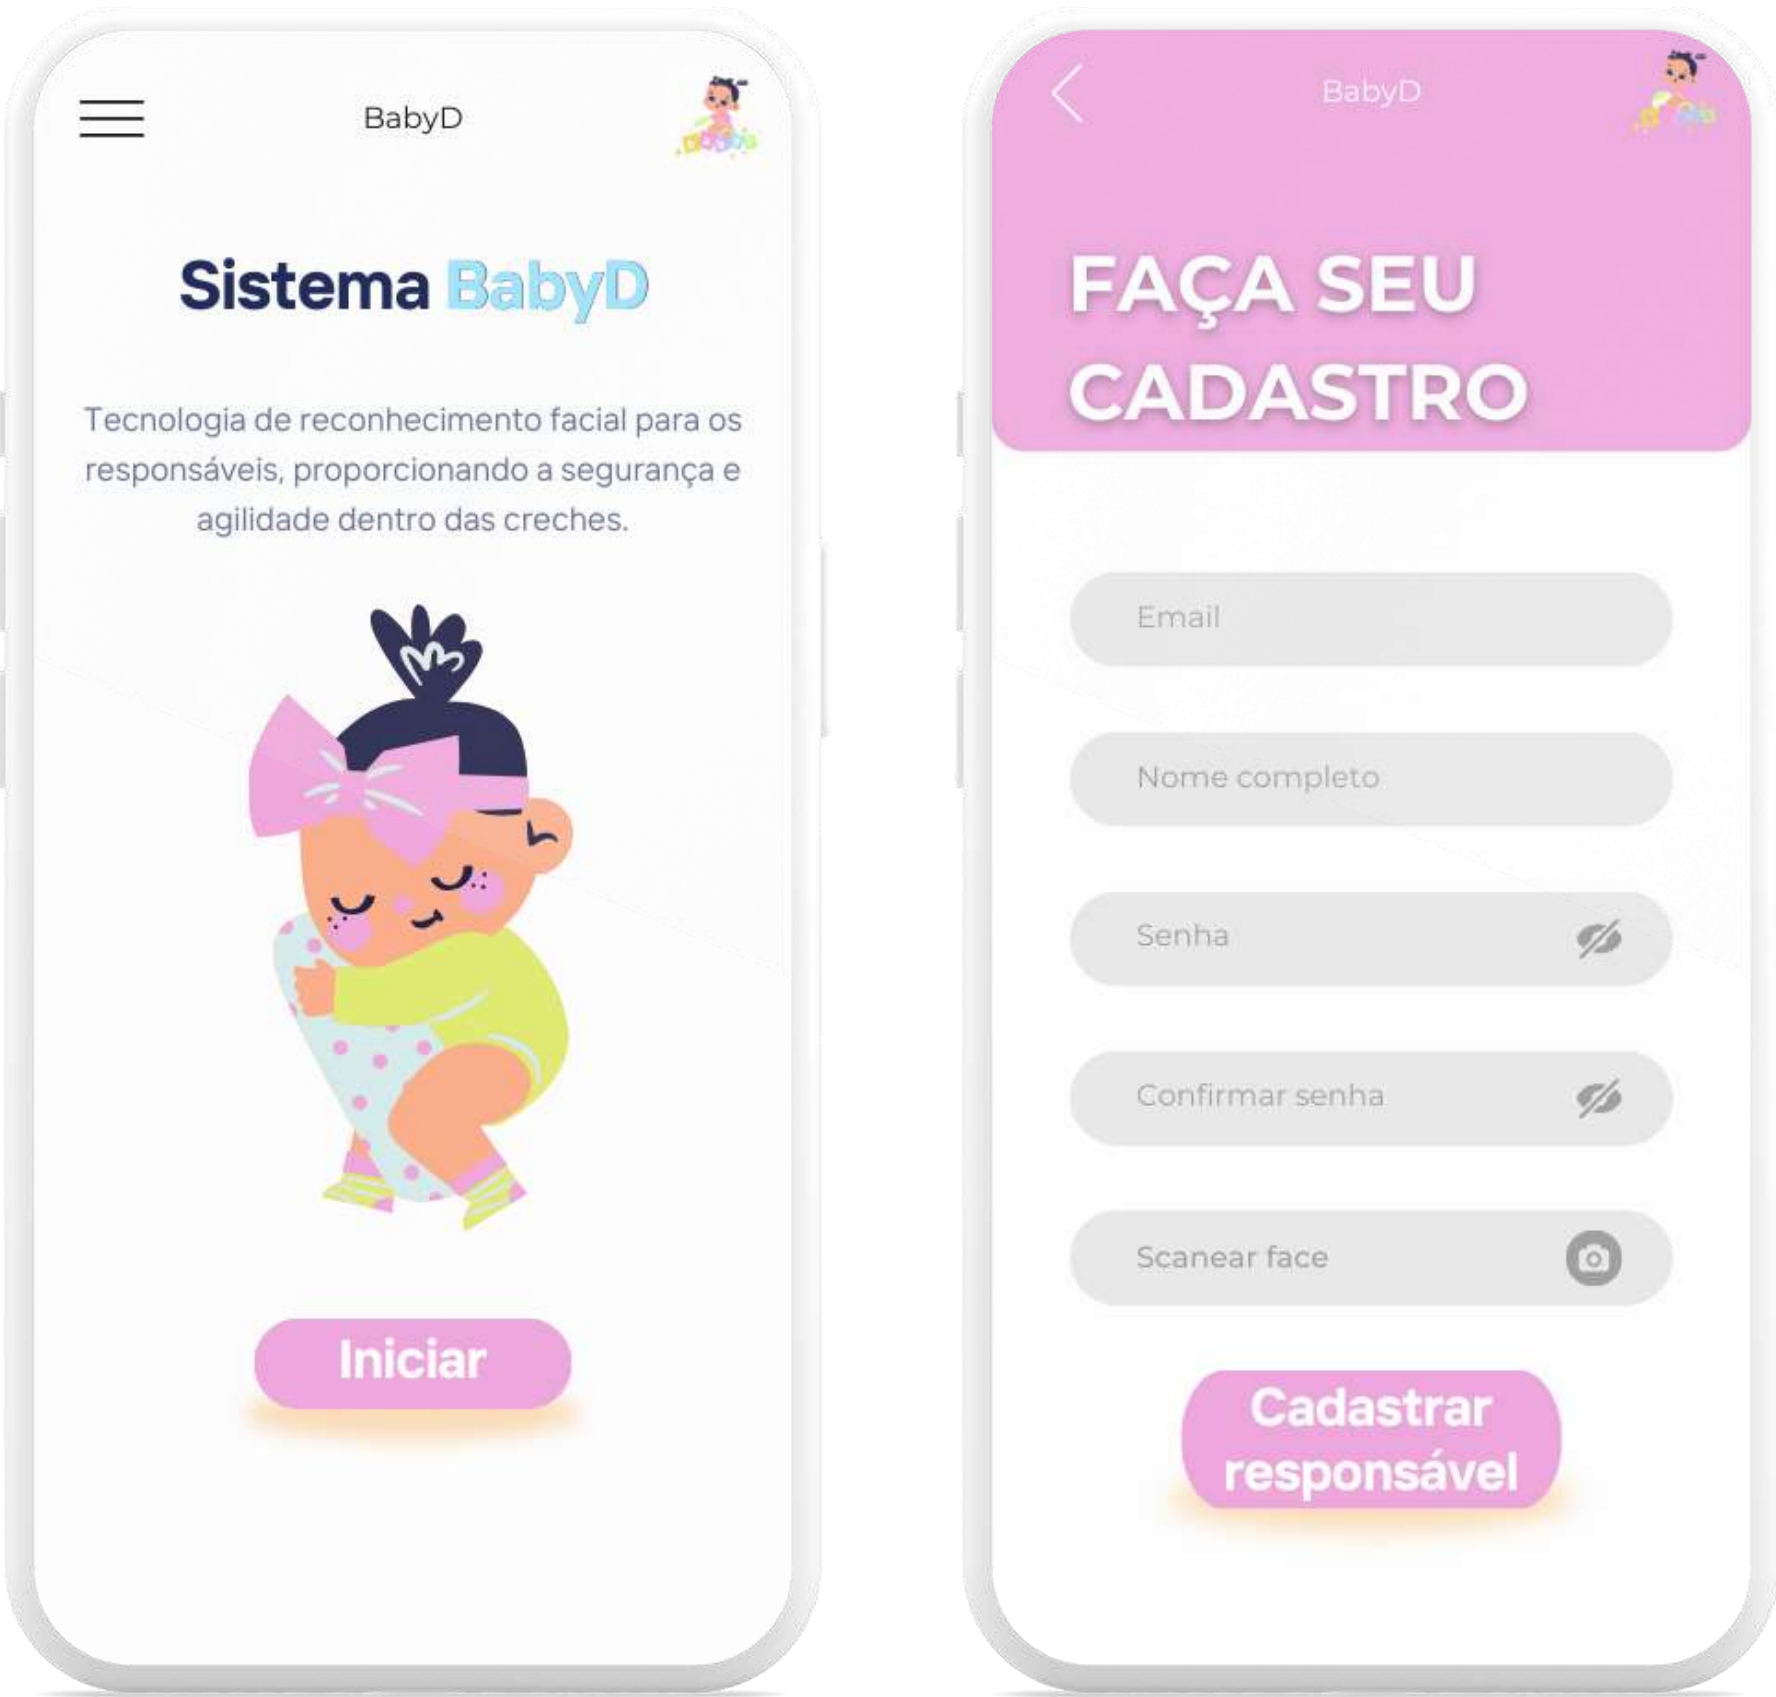 BabyD
Sistema BabyD
Tecnologia de reconhecimento facial para os
responsáveis, proporcionando a segurança e
agilidade dentro das creches.
Iniciar
BabyD
FAÇA SEU
CADASTRO
Email
Nome completo
Senha
Confirmar senha
Scanear face
Cadastrar
responsável